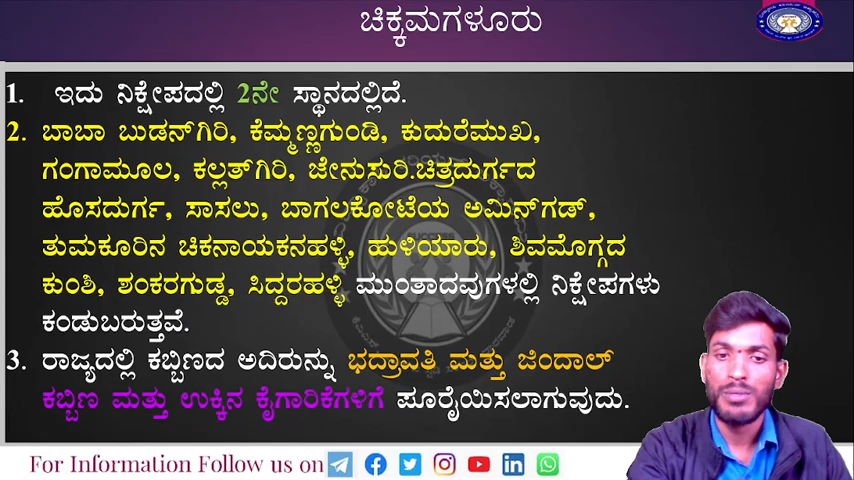 ಚಿಕ್ಕಮಗಳೂರು
1. ಇದು ನಿಕ್ಷೇಪದಲ್ಲಿ 2ನೇ ಸ್ಥಾನದಲ್ಲಿದೆ.
2. ಬಾಬಾ ಬುಡನ್‌ಗಿರಿ, ಕೆಮ್ಮಣ್ಣಗುಂಡಿ, ಕುದುರೆಮುಖ,
ಗಂಗಾಮೂಲ, ಕಲ್ಲತ್‌ಗಿರಿ, ಜೇನುಸುರಿ.ಚಿತ್ರದುರ್ಗದ
ಹೊಸದುರ್ಗ, ಸಾಸಲು, ಬಾಗಲಕೋಟೆಯ ಅಮಿನ್‌ಗಡ್,
ತುಮಕೂರಿನ ಚಿಕನಾಯಕನಹಳ್ಳಿ, ಹುಳಿಯಾರು, ಶಿವಮೊಗ್ಗದ
ಕುಂಶಿ, ಶಂಕರಗುಡ್ಡ, ಸಿದ್ದರಹಳ್ಳಿ ಮುಂತಾದವುಗಳಲ್ಲಿ ನಿಕ್ಷೇಪಗಳು
ಕಂಡುಬರುತ್ತವೆ.
3. ರಾಜ್ಯದಲ್ಲಿ ಕಬ್ಬಿಣದ ಅದಿರುನ್ನು ಭದ್ರಾವತಿ ಮತ್ತು ಜಿಂದಾಲ್
ಕಬ್ಬಿಣ ಮತ್ತು ಉಕ್ಕಿನ ಕೈಗಾರಿಕೆಗಳಿಗೆ ಪೂರೈಯಿಸಲಾಗುವುದು.
For Information Follow us on